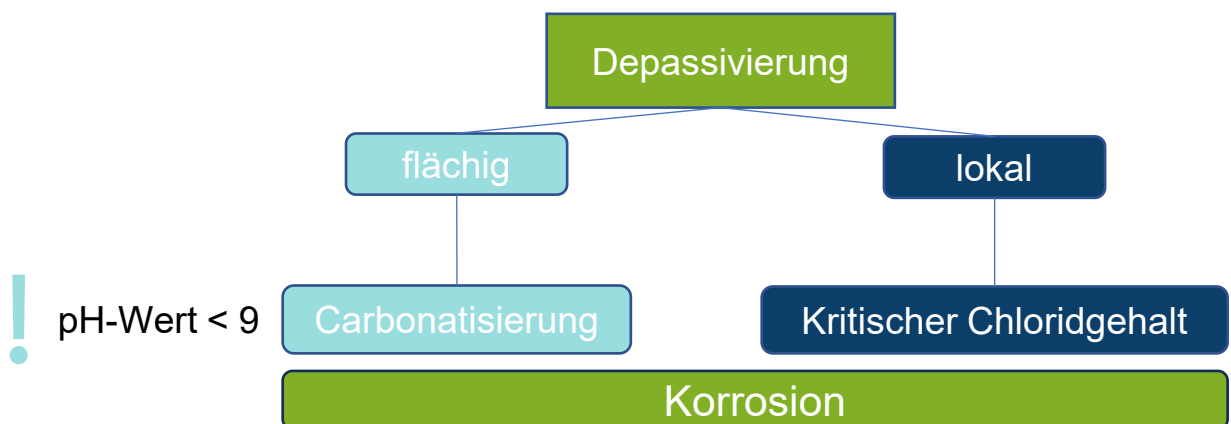 Depassivierung
flächig
lokal
! pH-Wert < 9
Carbonatisierung
Kritischer Chloridgehalt
Korrosion